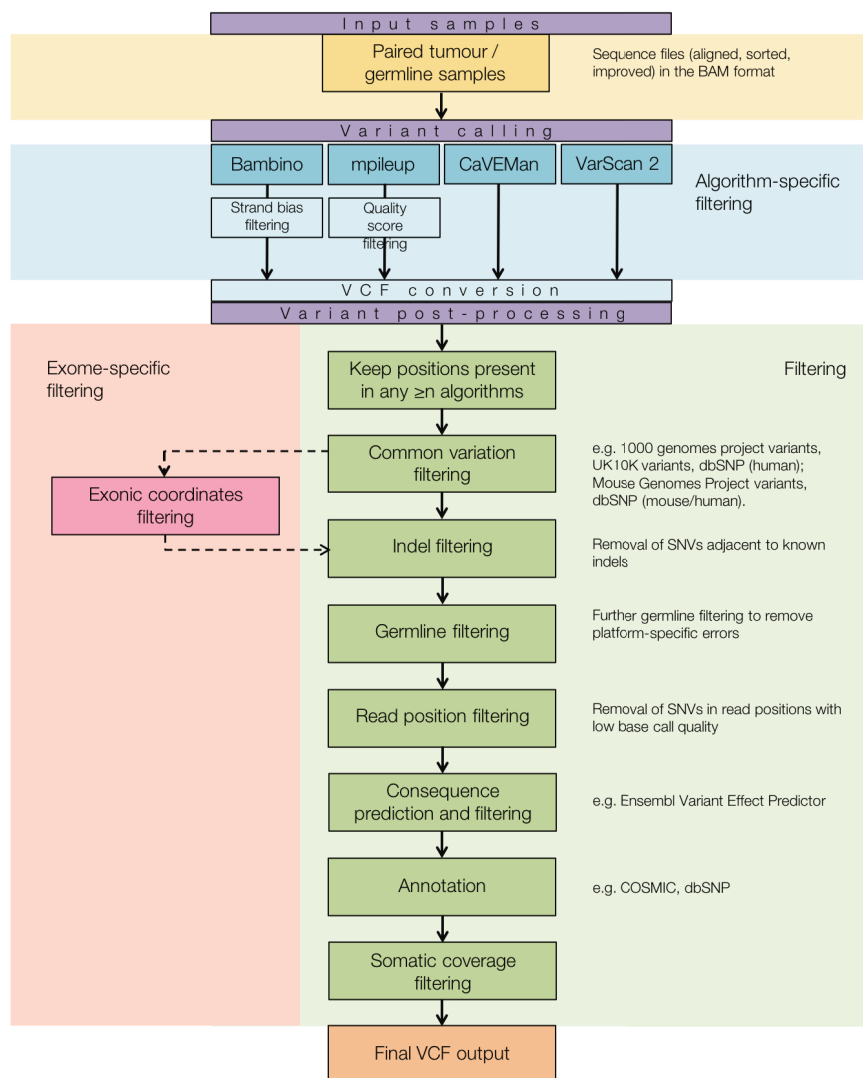 Input samples
Paired tumour /
germline samples
Sequence files (aligned, sorted,
improved) in the BAM format
Variant calling
Bambino
mpileup
CaVEMan
VarScan 2
Algorithm-specific
filtering
Strand bias
filtering
Quality
score
filtering
VCF conversion
Variant post-processing
Exome-specific
filtering
Filtering
Keep positions present
in any ≥n algorithms
Common variation
filtering
e.g. 1000 genomes project variants,
UK10K variants, dbSNP (human);
Mouse Genomes Project variants,
dbSNP (mouse/human).
Exonic coordinates
filtering
Indel filtering
Removal of SNVs adjacent to known
indels
Germline filtering
Further germline filtering to remove
platform-specific errors
Read position filtering
Removal of SNVs in read positions with
low base call quality
Consequence
prediction and filtering
e.g. Ensembl Variant Effect Predictor
Annotation
e.g. COSMIC, dbSNP
Somatic coverage
filtering
Final VCF output